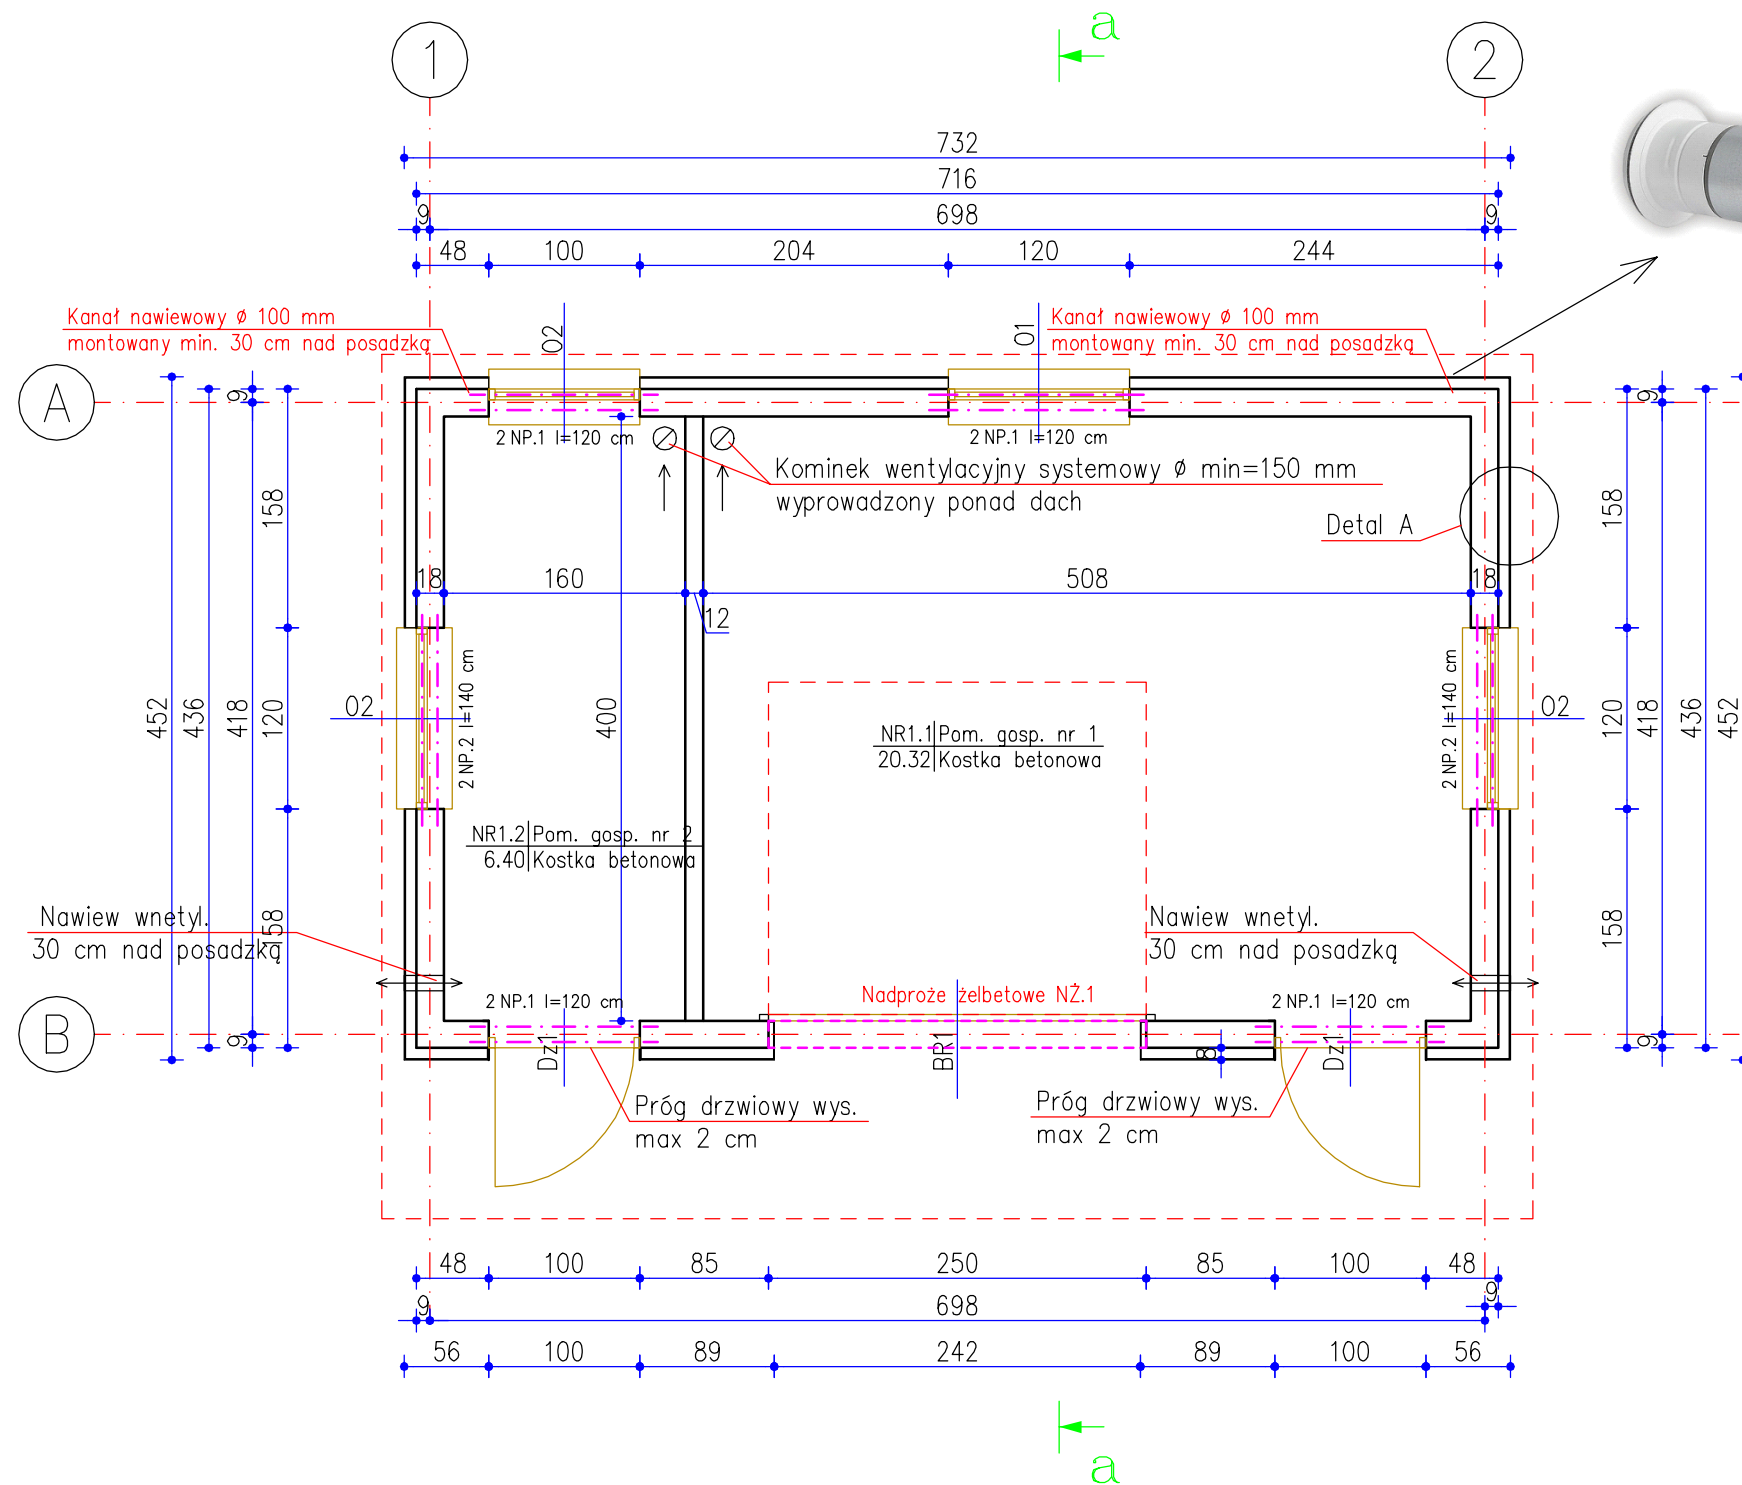 a
1
2
732
716
9
698
9
48
100
204
120
244
Kanał nawiewowy ø 100 mm
montowany min. 30 cm nad posadzką
O2
O1
Kanał nawiewowy ø 100 mm
montowany min. 30 cm nad posadzką
A
9
9
2 NP.1 l=120 cm
2 NP.1 l=120 cm
Kominek wentylacyjny systemowy ø min=150 mm
wyprowadzony ponad dach
158
158
Detal A
18
160
508
18
12
452
436
418
120
O2
2 NP.2 l=140 cm
400
NR1.1 Pom. gosp. nr 1
20.32 Kostka betonowa
2 NP.2 l=140 cm
O2
120
418
436
452
NR1.2 Pom. gosp. nr 2
6.40 Kostka betonowa
Nawiew wnetyl.
30 cm nad posadzką
158
Nawiew wnetyl.
30 cm nad posadzką
158
B
2 NP.1 l=120 cm
Nadproże żelbetowe NŻ.1
2 NP.1 l=120 cm
9
Dz1
BR1
8
Dz1
9
Próg drzwiowy wys.
max 2 cm
Próg drzwiowy wys.
max 2 cm
48
100
85
250
85
100
48
9
698
9
56
100
89
242
89
100
56
a